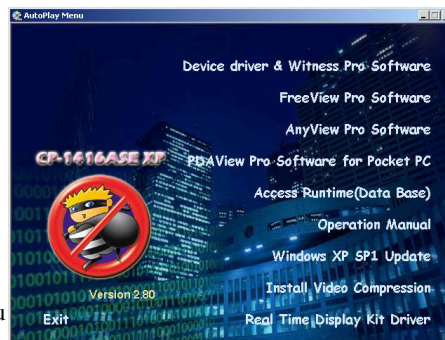 AutoPlay Menu
Device driver & Witness Pro Software
FreeView Pro Software
AnyView Pro Software
CP-1416ASE XP
PDAView Pro Software for Pocket PC
Access Runtime(Data Base)
Operation Manual
Windows XP SP1 Update
Install Video Compression
Version 2.80
Real Time Display Kit Driver
Exit
u